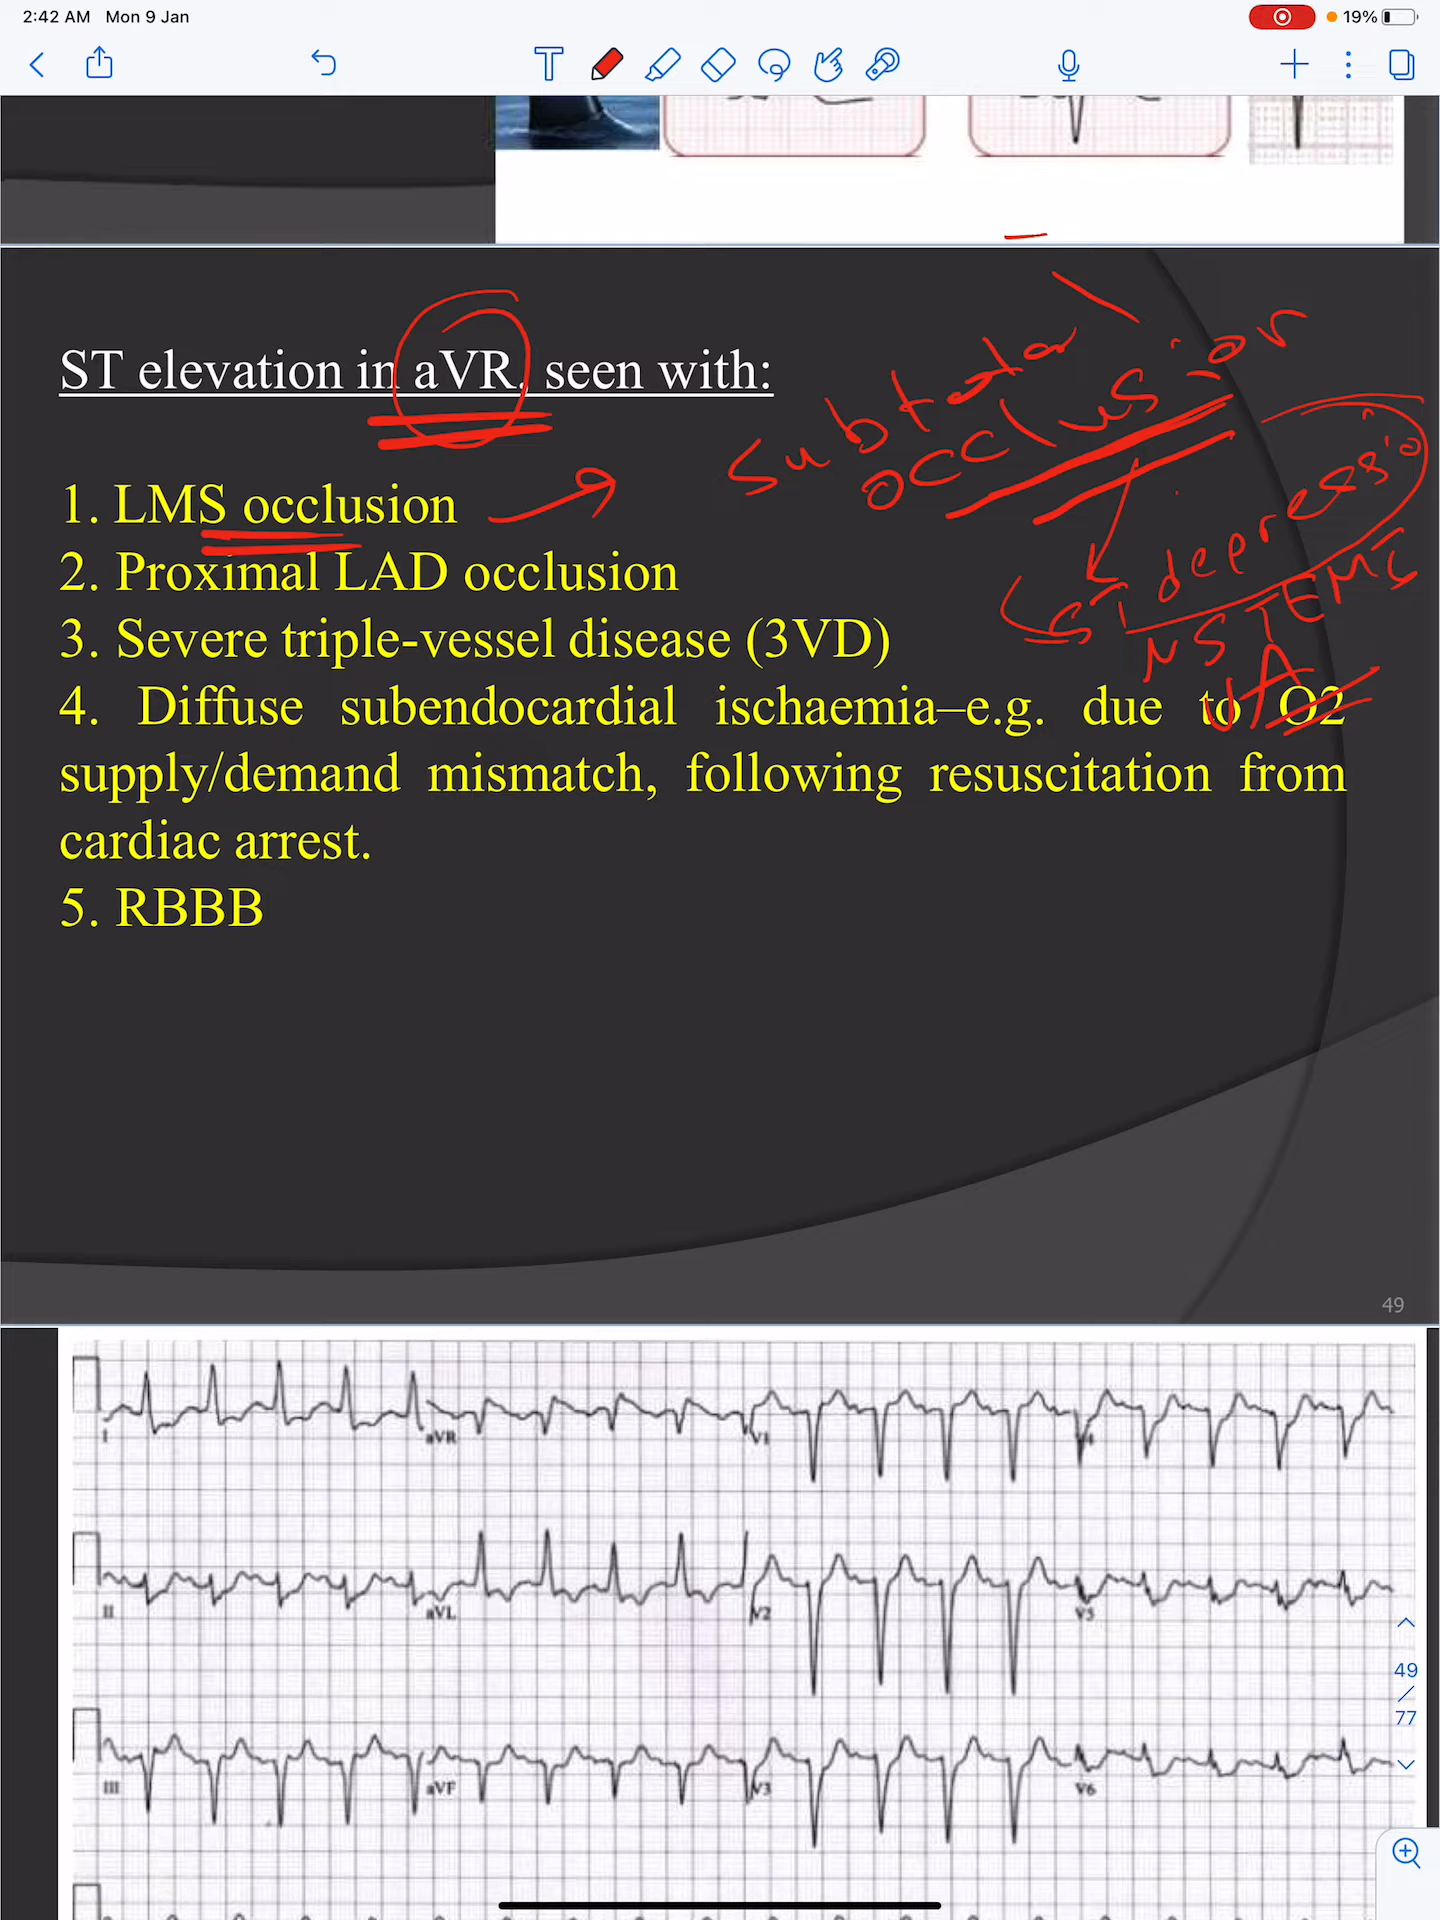 2:42 AM Mon 9 Jan
19%
T
ST elevation in aVR, seen with:
subtotal
occlusion
1. LMS occlusion
ST depressio
2. Proximal LAD occlusion
NSTEMI
3. Severe triple-vessel disease (3VD)
UA
4. Diffuse subendocardial ischaemia–e.g. due to O2
supply/demand mismatch, following resuscitation from
cardiac arrest.
5. RBBB
49
I aVR V1 V4
II aVL V2 V5
III aVF V3 V6
49
/
77